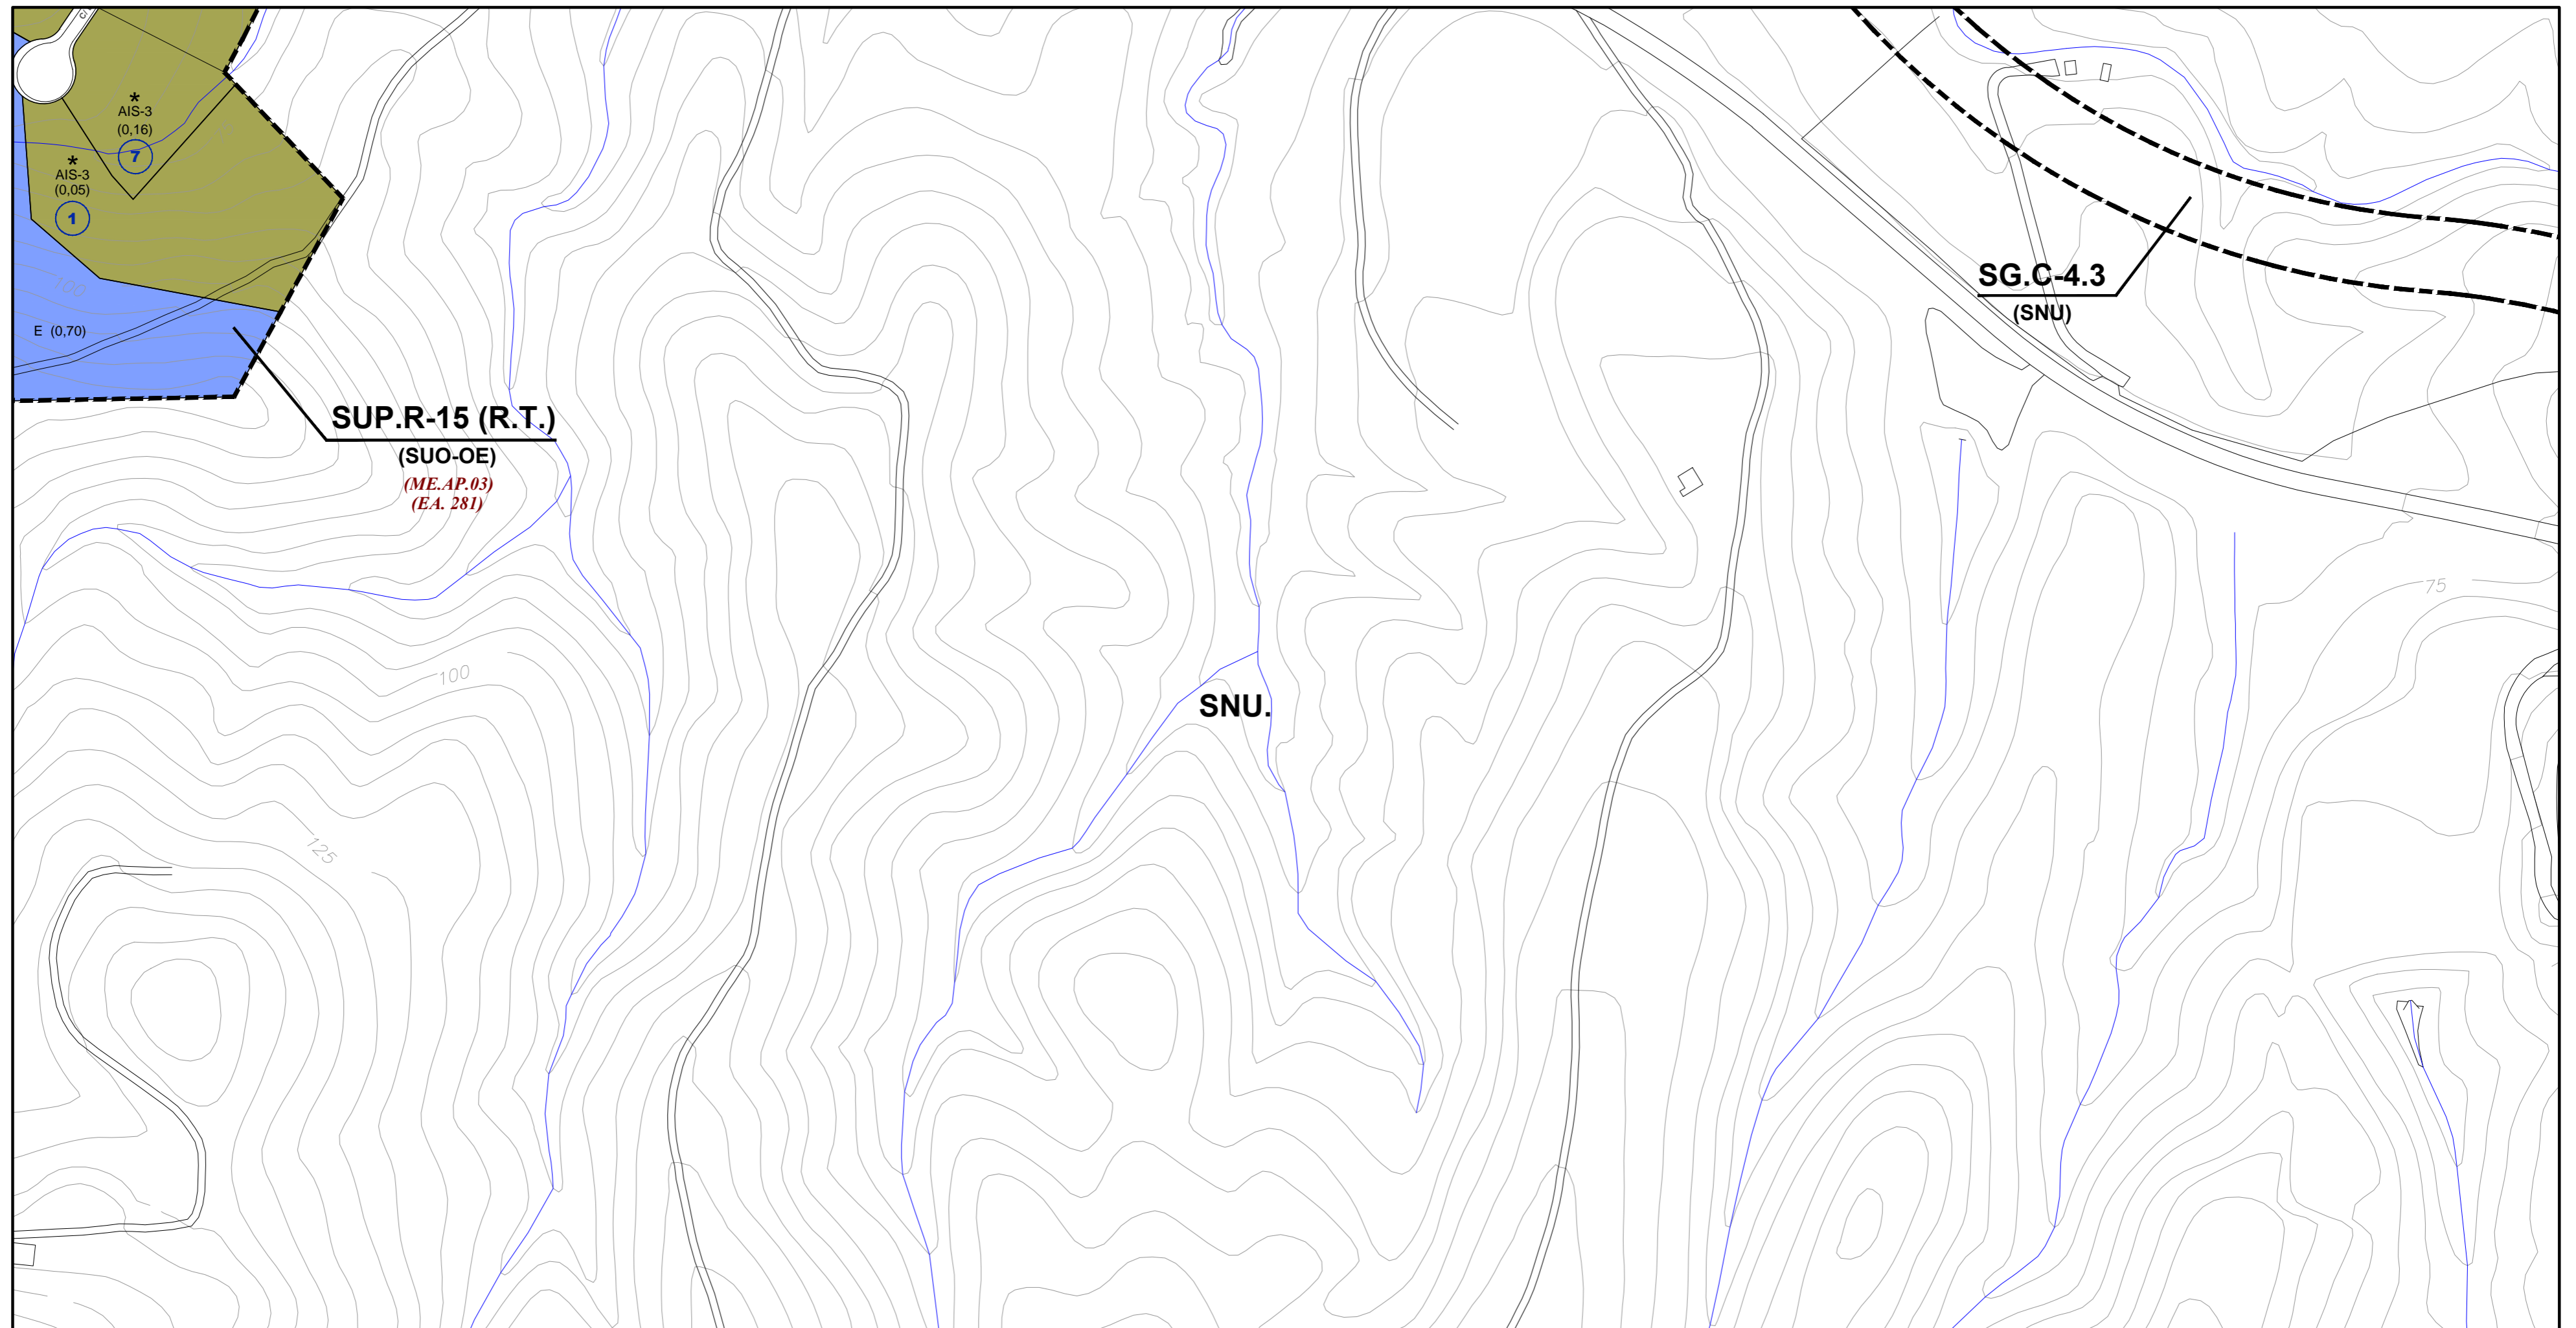 *
AIS-3
(0,16)
7
*
AIS-3
(0,05)
1
100
E (0,70)
SUP.R-15 (R.T.)
(SUO-OE)
(ME.AP.03)
(EA. 281)
SG.C-4.3
(SNU)
75
100
SNU.
125